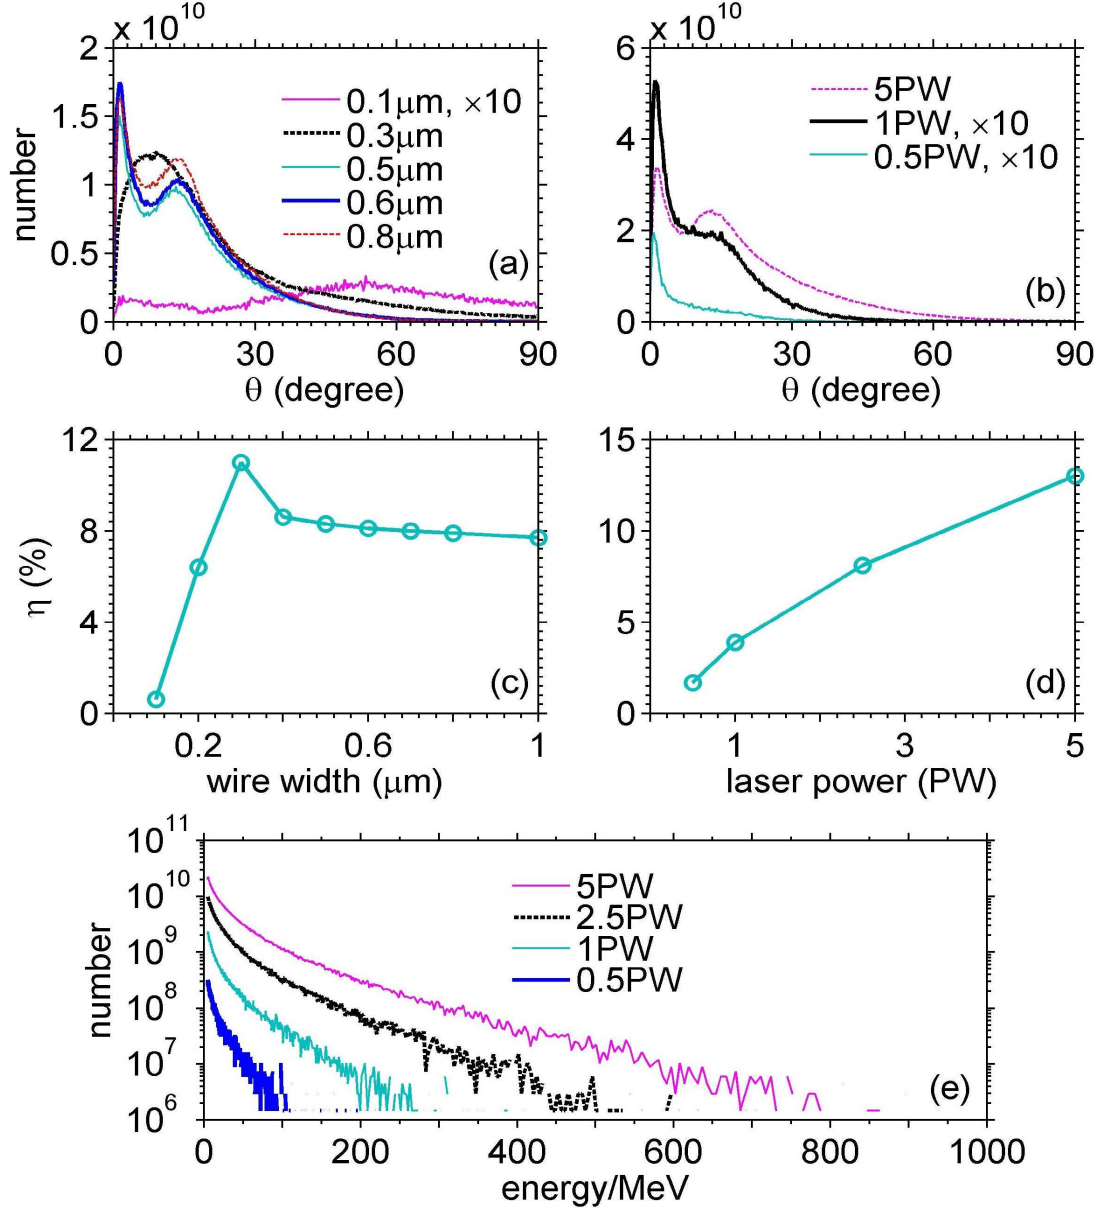 x 10^10
2
1.5
1
0.5
0
number
0.1μm, ×10
0.3μm
0.5μm
0.6μm
0.8μm
(a)
0 30 60 90
θ (degree)
x 10^10
6
4
2
0
5PW
1PW, ×10
0.5PW, ×10
(b)
0 30 60 90
θ (degree)
12
8
4
0
η (%)
(c)
0.2 0.6 1
wire width (μm)
15
10
5
0
(d)
1 3 5
laser power (PW)
10^11
10^10
10^9
10^8
10^7
10^6
number
5PW
2.5PW
1PW
0.5PW
(e)
0 200 400 600 800 1000
energy/MeV